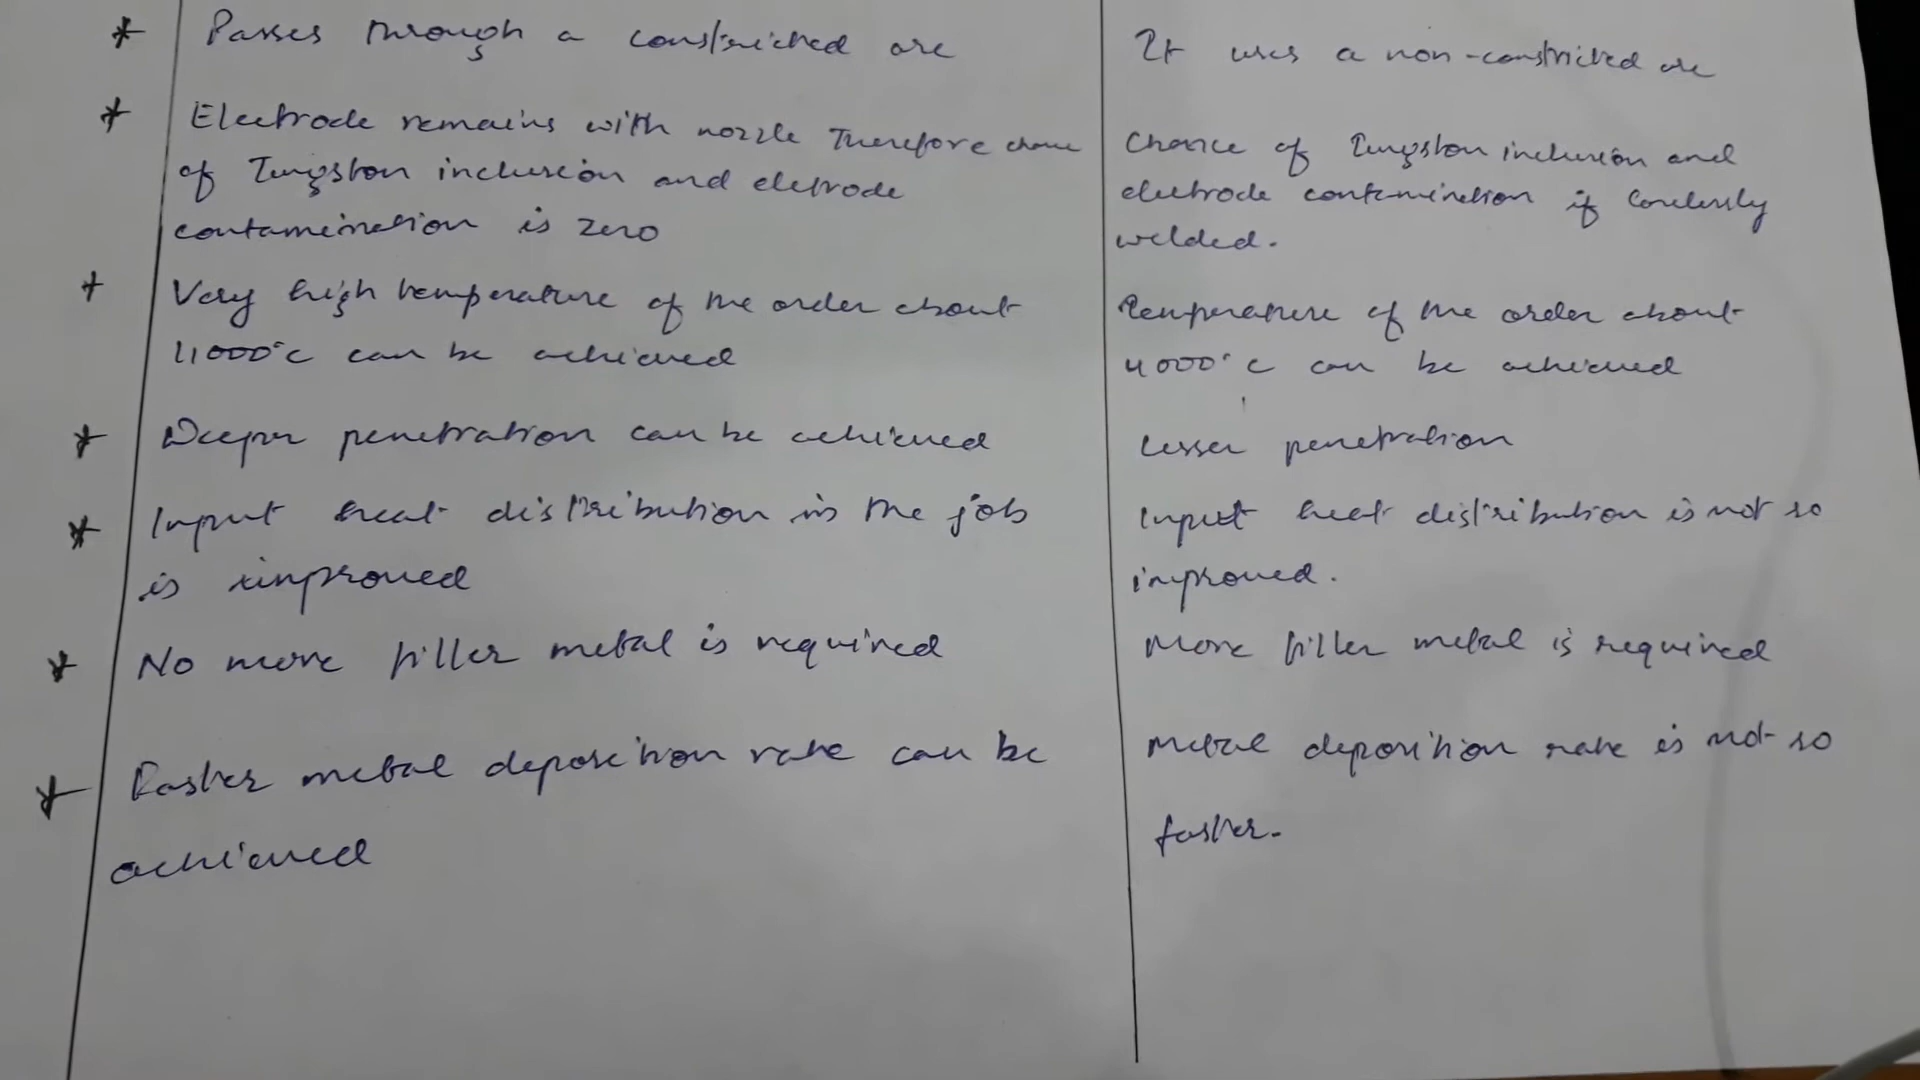 * Passes through a constricted arc
It uses a non-constricted arc
* Electrode remains with nozzle Therefore chance
of Tungston inclusion and eletrode
contamination is zero
Chance of Tungston inclusion and
electrode contamination if Carelessly
welded.
+ Very high temperature of the order about
11000°c can be achieved
Temperature of the order about
4000°c can be achieved
* Deeper penetration can be achieved
Lesser penetration
* Input heat distribution in the job
is improved
Input heat distribution is not so
improved.
* No more filler metal is required
More filler metal is required
* Faster metal deposition rate can be
achieved
Metal deposition rate is not so
faster.